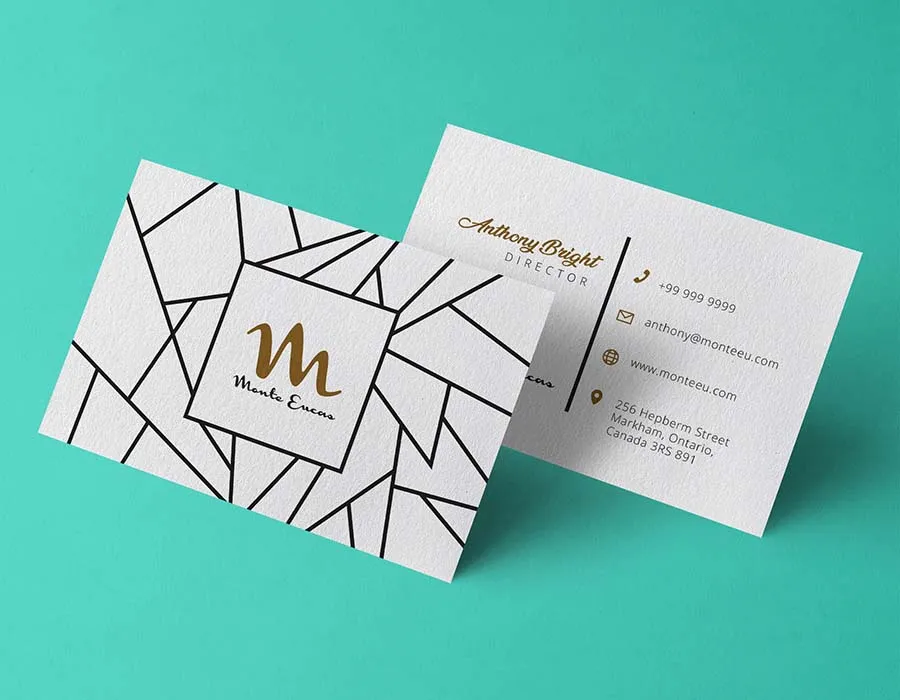 M
Monte Eucas
Anthony Bright
DIRECTOR
+99 999 9999
anthony@monteeu.com
www.monteeu.com
256 Hepberm Street
Markham, Ontario,
Canada 3RS 891